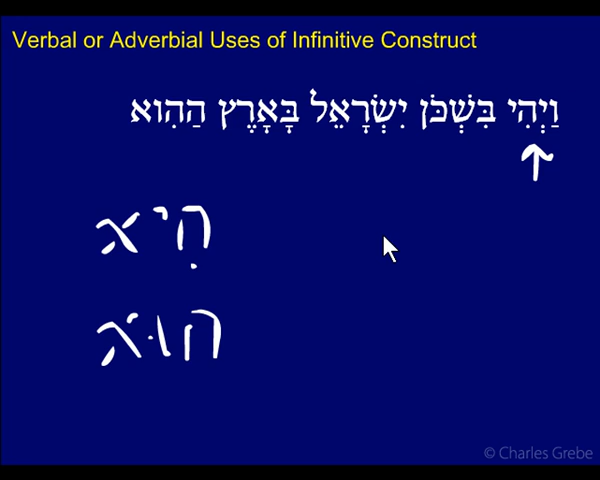 Verbal or Adverbial Uses of Infinitive Construct
וַיְהִי בִּשְׁכֹּן יִשְׂרָאֵל בָּאָרֶץ הַהִוא
הִיא
הוּא
© Charles Grebe